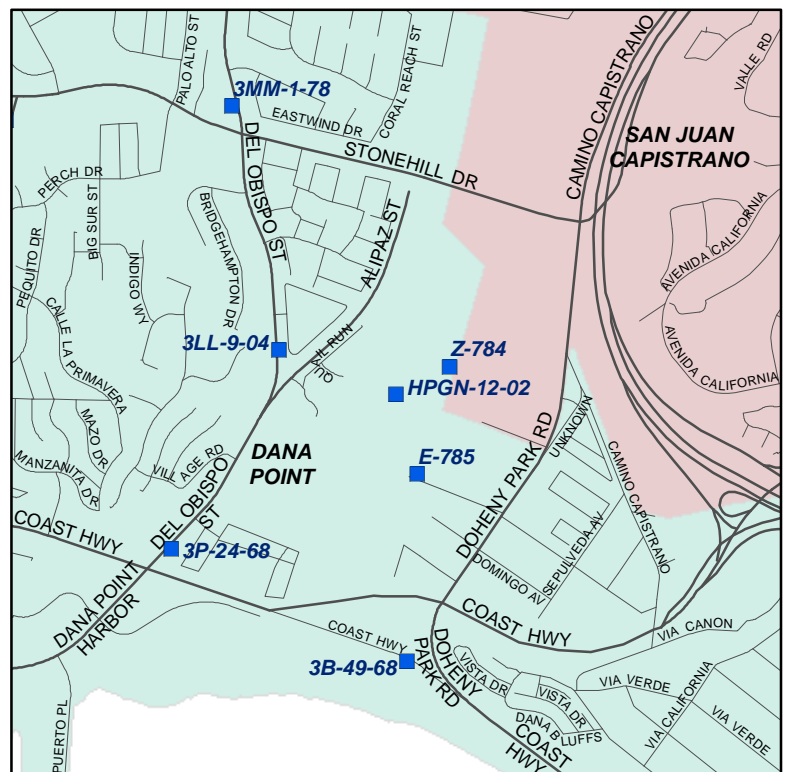 PALO ALTO ST
3MM-1-78
CORAL REACH ST
EASTWIND DR
CAMINO CAPISTRANO
VALLE RD
SAN JUAN
CAPISTRANO
DEL OBISPO ST
STONEHILL DR
PERCH DR
BIG SUR ST
BRIDGEHAMPTON DR
ALIPAZ ST
PEQUITO DR
INDIGO WY
AVENIDA CALIFORNIA
CALLE LA PRIMAVERA
3LL-9-04
QUAIL RUN
Z-784
AVENIDA CALIFORNIA
HPGN-12-02
MAZO DR
MANZANITA DR
VILLAGE RD
DANA
POINT
E-785
DOHENY PARK RD
UNKNOWN
CAMINO CAPISTRANO
COAST HWY
DEL OBISPO
ST
3P-24-68
SEPULVEDA AV
DOMINGO AV
DANA POINT
HARBOR
COAST HWY
COAST HWY
VIA CANON
3B-49-68
DOHENY
PARK RD
VISTA DR
VISTA DR
VIA VERDE
VIA CALIFORNIA
VIA VERDE
DANA B
LUFFS
COAST
HWY
PUERTO PL